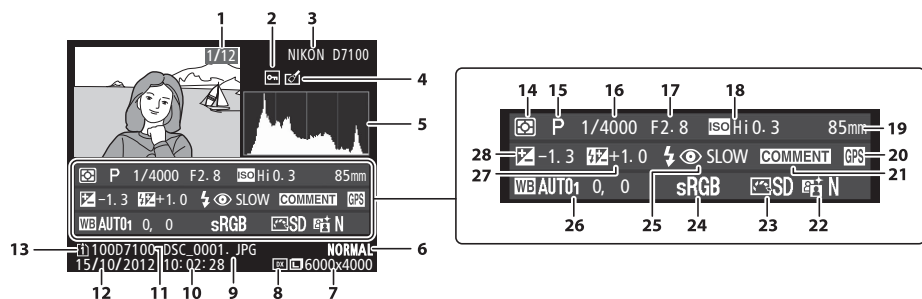 1 2 3
1/12 NIKON D7100
4
5
P 1/4000 F2.8 ISO Hi 0.3 85mm
-1.3 +1.0 SLOW COMMENT GPS
WB AUTO1 0, 0 sRGB SD N
13 1 100D7100 DSC_0001. JPG NORMAL 6
15/10/2012 10:02:28 DX L 6000x4000
12 11 10 9 8 7
14 15 16 17 18
P 1/4000 F2.8 ISO Hi 0.3 85mm 19
28 -1.3 +1.0 SLOW COMMENT GPS 20
27 21
WB AUTO1 0, 0 sRGB SD N
26 25 24 23 22